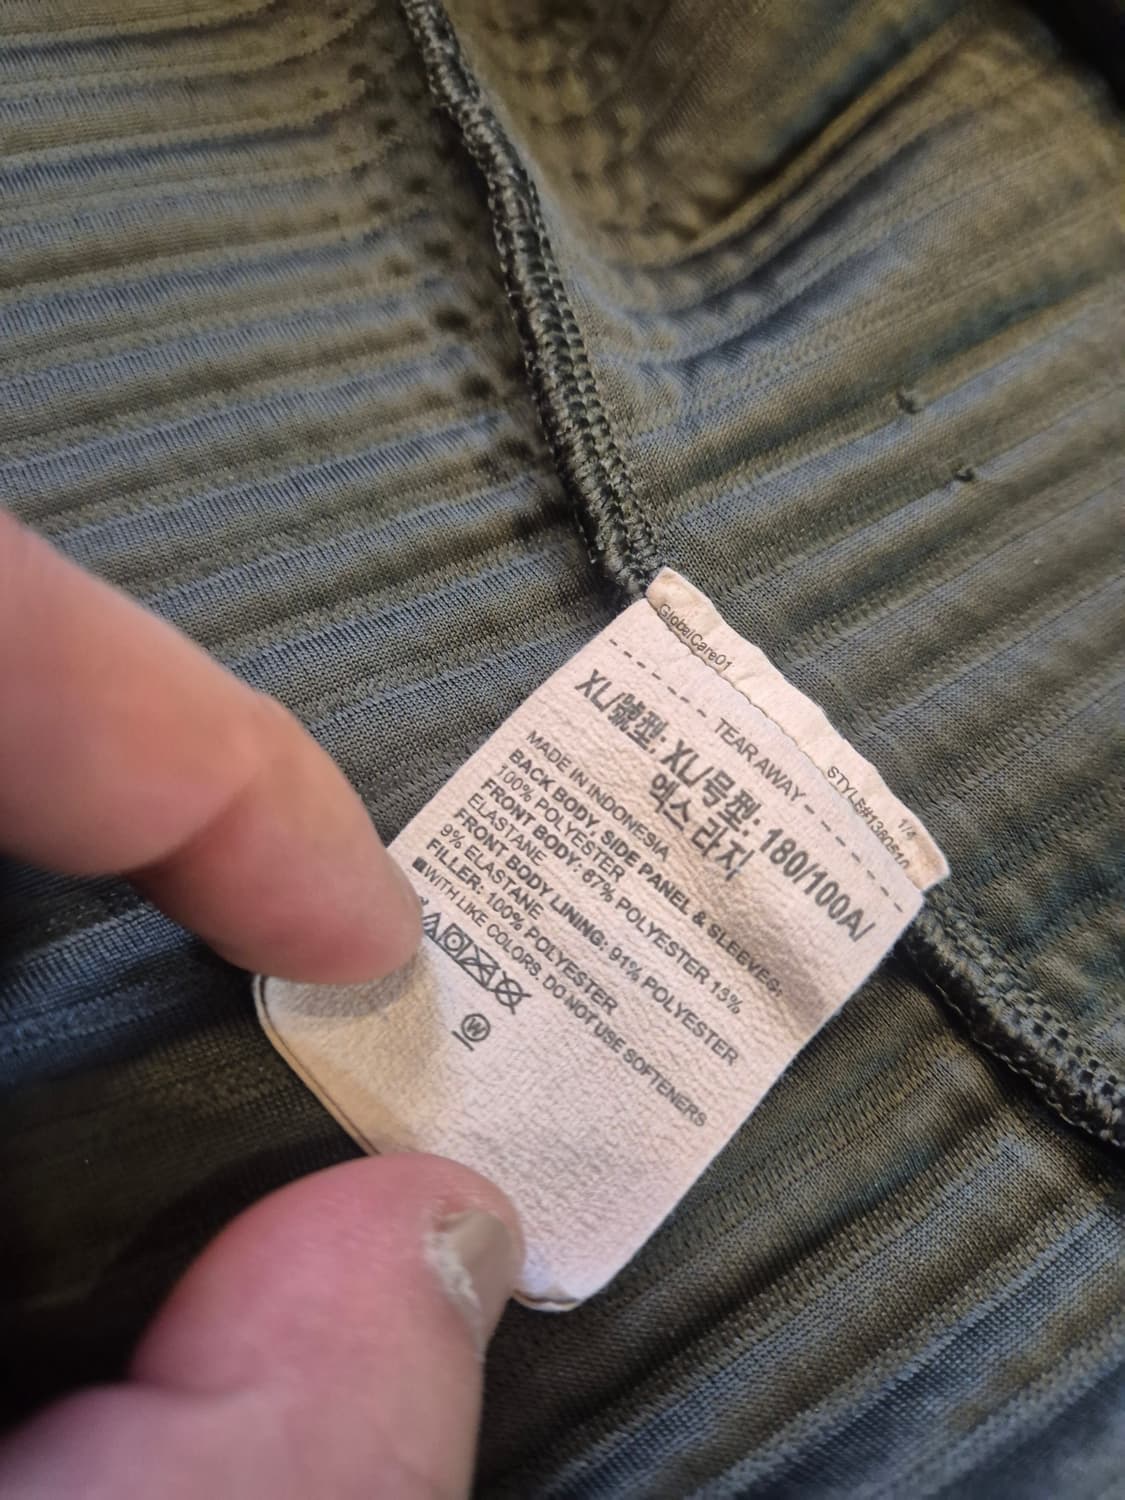 GlobalCare01
STYLE#1380510 1/4
TEAR AWAY
XL/號型: XL/号型: 180/100A/
엑스라지
MADE IN INDONESIA
BACK BODY, SIDE PANEL & SLEEVES:
100% POLYESTER
FRONT BODY: 67% POLYESTER 13%
ELASTANE
FRONT BODY LINING: 91% POLYESTER
9% ELASTANE
FILLER: 100% POLYESTER
WITH LIKE COLORS. DO NOT USE SOFTENERS
W